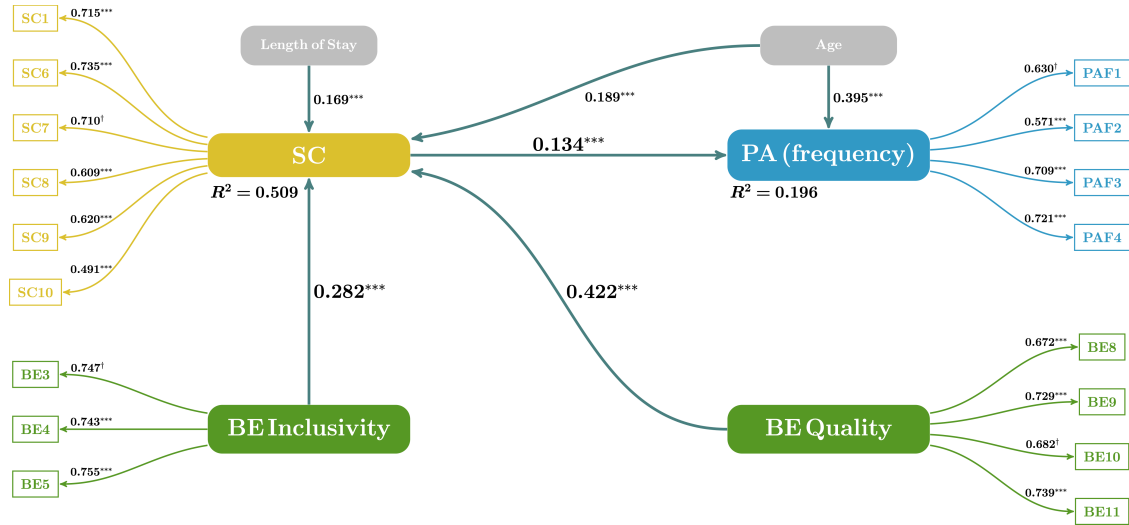 SC1
0.715***
SC6
0.735***
SC7
0.710†
SC8
0.609***
SC9
0.620***
SC10
0.491***
Length of Stay
0.169***
Age
0.189***
0.395***
SC
R² = 0.509
0.134***
PA (frequency)
R² = 0.196
0.630†
PAF1
0.571***
PAF2
0.709***
PAF3
0.721***
PAF4
0.282***
0.422***
BE3
0.747†
BE4
0.743***
BE5
0.755***
BE Inclusivity
BE Quality
0.672***
BE8
0.729***
BE9
0.682†
BE10
0.739***
BE11